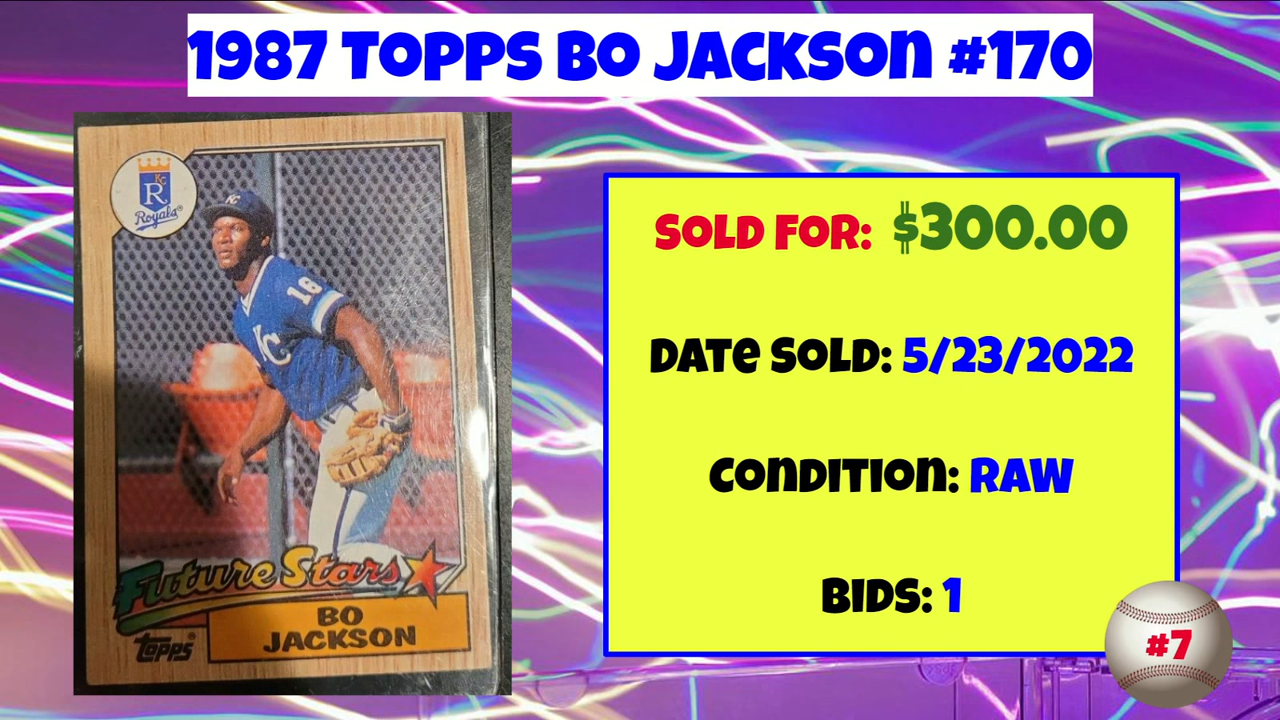 1987 TOPPS BO JACKSON #170
KC
R
Royals®
KC
16
KC
Future Stars
BO
JACKSON
Topps®
SOLD FOR: $300.00
DATE SOLD: 5/23/2022
CONDITION: RAW
BIDS: 1
#7